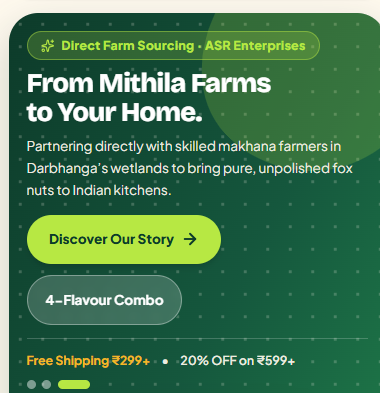 Direct Farm Sourcing · ASR Enterprises
From Mithila Farms
to Your Home.
Partnering directly with skilled makhana farmers in
Darbhanga's wetlands to bring pure, unpolished fox
nuts to Indian kitchens.
Discover Our Story →
4-Flavour Combo
Free Shipping ₹299+ • 20% OFF on ₹599+